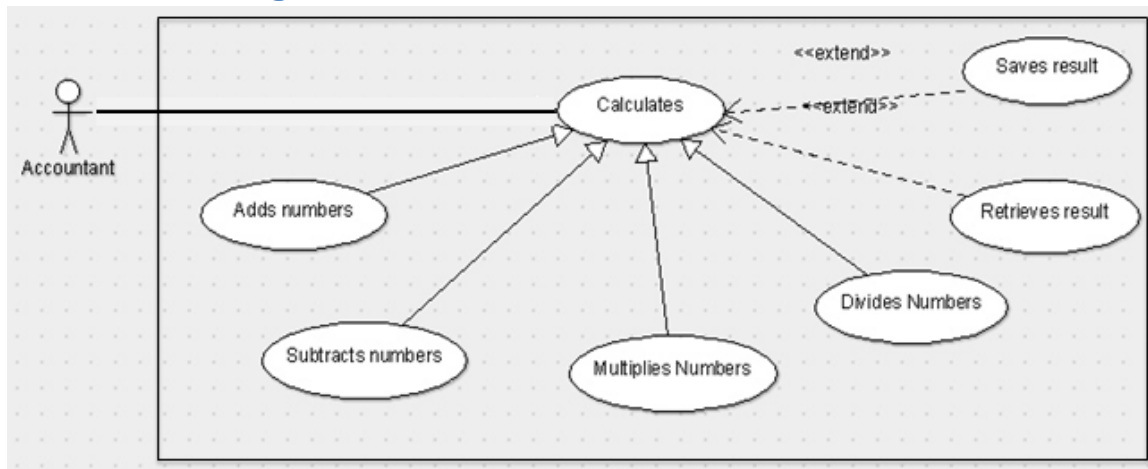 <<extend>>
Saves result
Calculates
<<extend>>
Accountant
Adds numbers
Retrieves result
Divides Numbers
Subtracts numbers
Multiplies Numbers